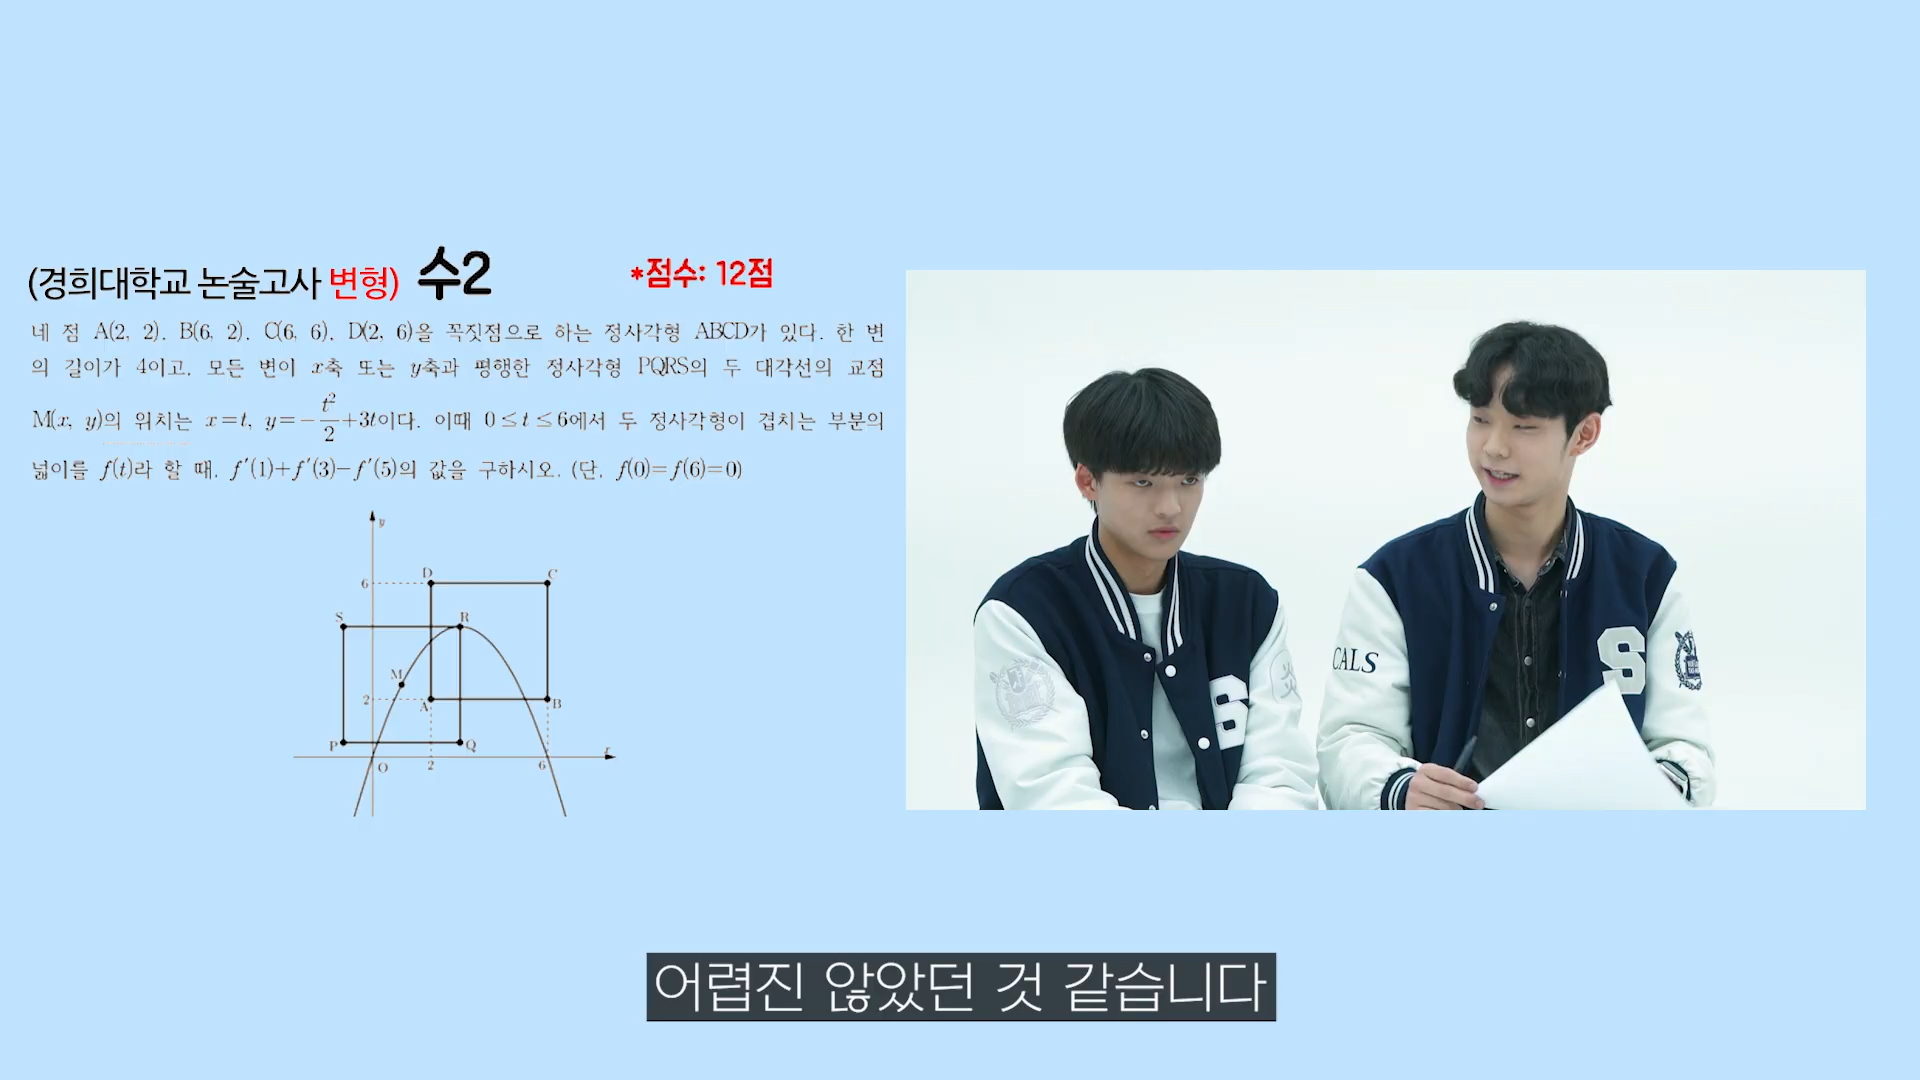 (경희대학교 논술고사 변형) 수2
*점수: 12점
네 점 A(2, 2), B(6, 2), C(6, 6), D(2, 6)을 꼭짓점으로 하는 정사각형 ABCD가 있다. 한 변
의 길이가 4이고, 모든 변이 x축 또는 y축과 평행한 정사각형 PQRS의 두 대각선의 교점
M(x, y)의 위치는 x=t, y=-t²/2+3t이다. 이때 0≤t≤6에서 두 정사각형이 겹치는 부분의
넓이를 f(t)라 할 때, f′(1)+f′(3)-f′(5)의 값을 구하시오. (단, f(0)=f(6)=0)
y
6 D C
S R
M
2 A B
P Q
O 2 6
CALS
S
S
어렵진 않았던 것 같습니다